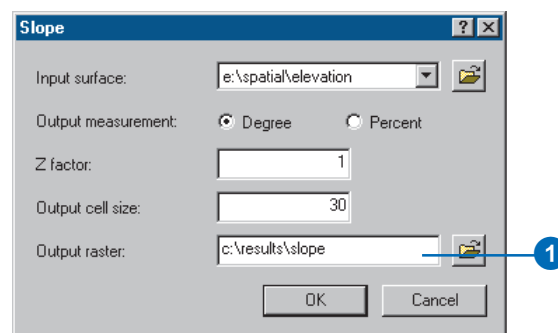 Slope
Input surface: e:\spatial\elevation
Output measurement: Degree Percent
Z factor: 1
Output cell size: 30
Output raster: c:\results\slope 1
OK Cancel